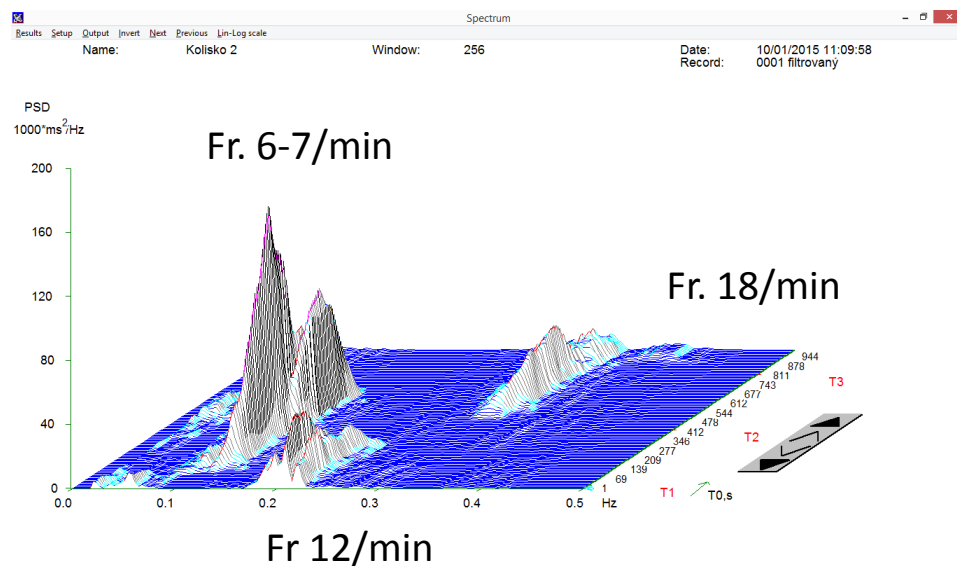 Spectrum
Results Setup Output Invert Next Previous Lin-Log scale
Name: Kolisko 2 Window: 256 Date: 10/01/2015 11:09:58
Record: 0001 filtrovaný
PSD
1000*ms²/Hz
Fr. 6-7/min
200
160
120
80
40
0
Fr. 18/min
944
878
811
743
677
612
544
478
412
346
277
209
139
69
1
T3
T2
T1
T0,s
0.0 0.1 0.2 0.3 0.4 0.5 Hz
Fr 12/min